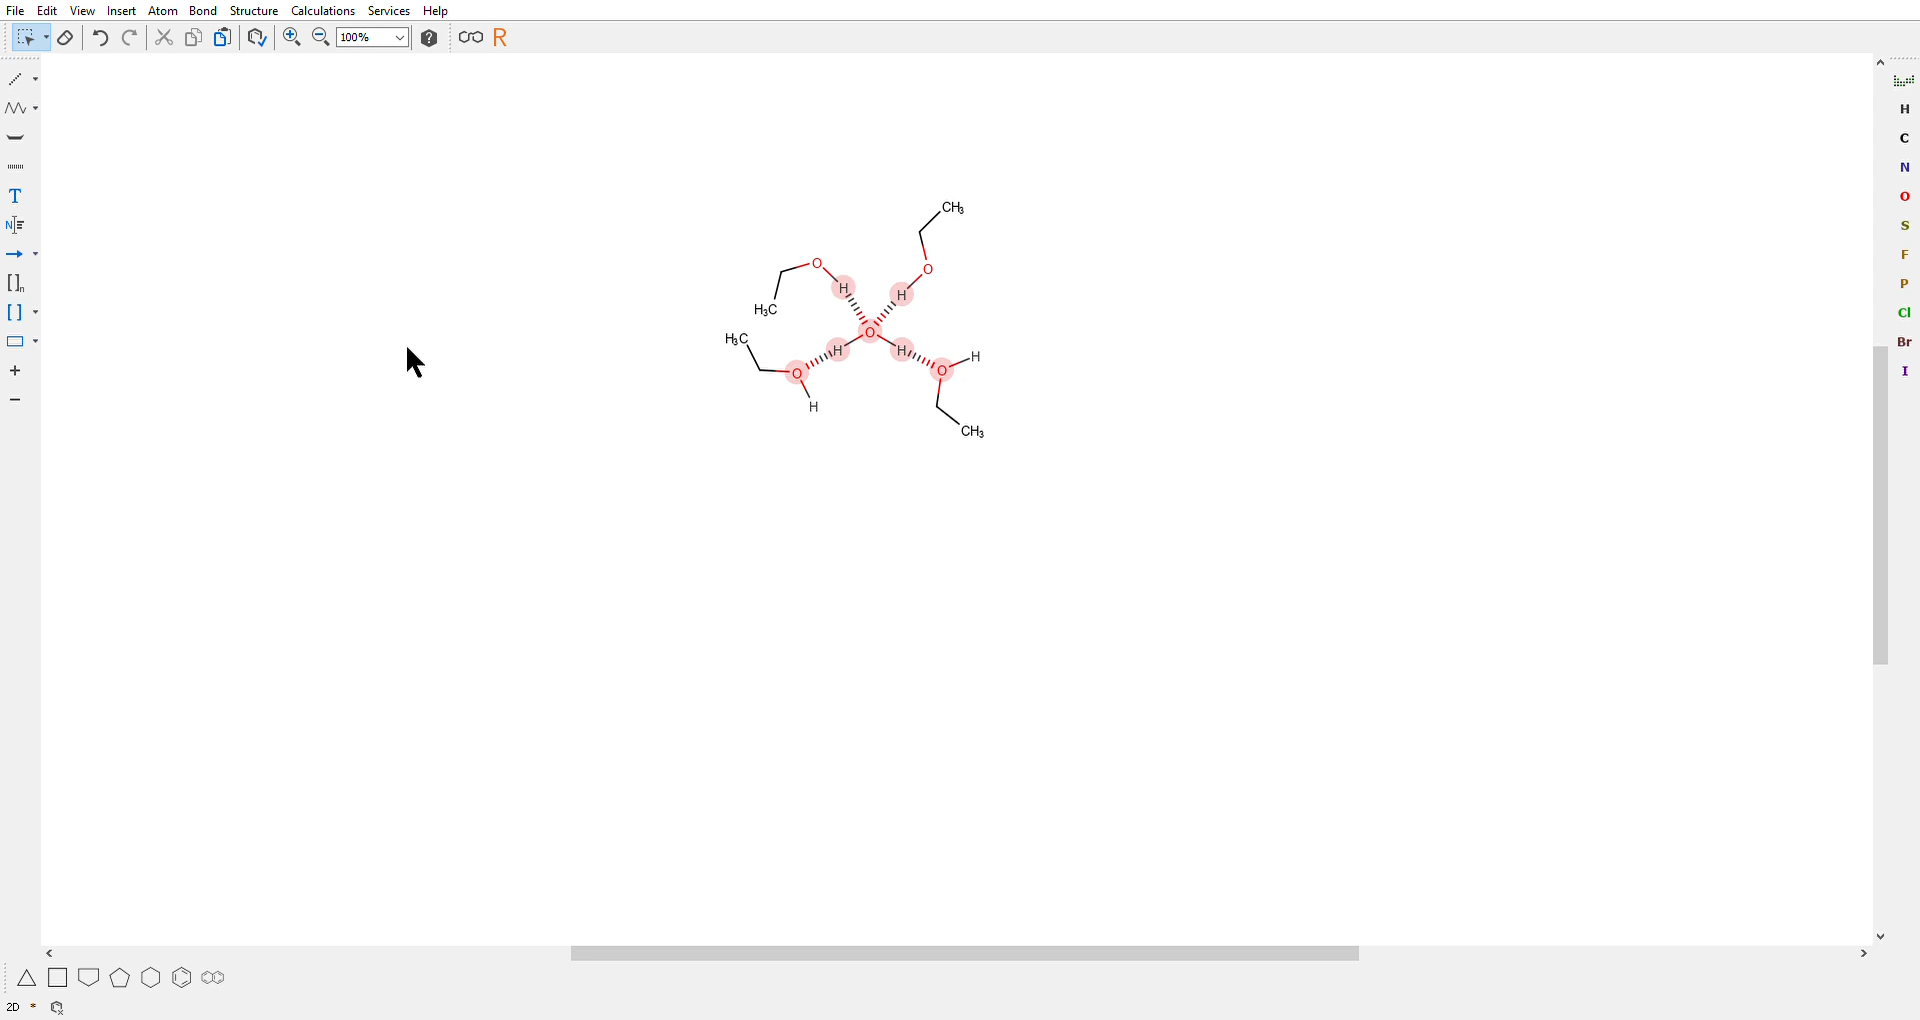 File Edit View Insert Atom Bond Structure Calculations Services Help
100% ? R
T
N
[ ]n
[ ]
H
C
N
O
S
F
P
Cl
Br
I
CH₃
O O
H H
H₃C
O
H₃C H H H
O O
H
CH₃
2D *